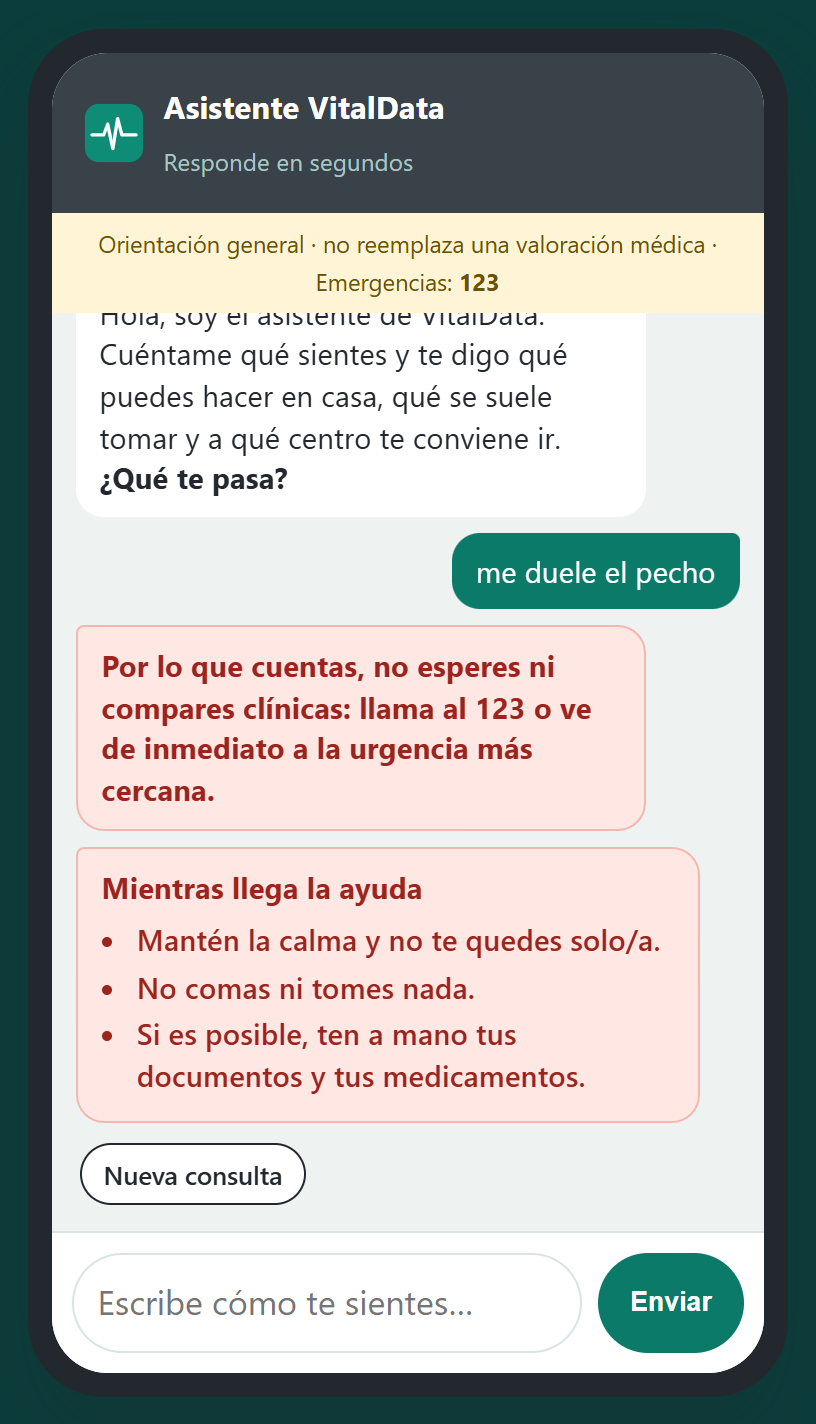 Asistente VitalData
Responde en segundos
Orientación general · no reemplaza una valoración médica ·
Emergencias: 123
Hola, soy el asistente de VitalData.
Cuéntame qué sientes y te digo qué
puedes hacer en casa, qué se suele
tomar y a qué centro te conviene ir.
¿Qué te pasa?
me duele el pecho
Por lo que cuentas, no esperes ni
compares clínicas: llama al 123 o ve
de inmediato a la urgencia más
cercana.
Mientras llega la ayuda
• Mantén la calma y no te quedes solo/a.
• No comas ni tomes nada.
• Si es posible, ten a mano tus
documentos y tus medicamentos.
Nueva consulta
Escribe cómo te sientes...
Enviar